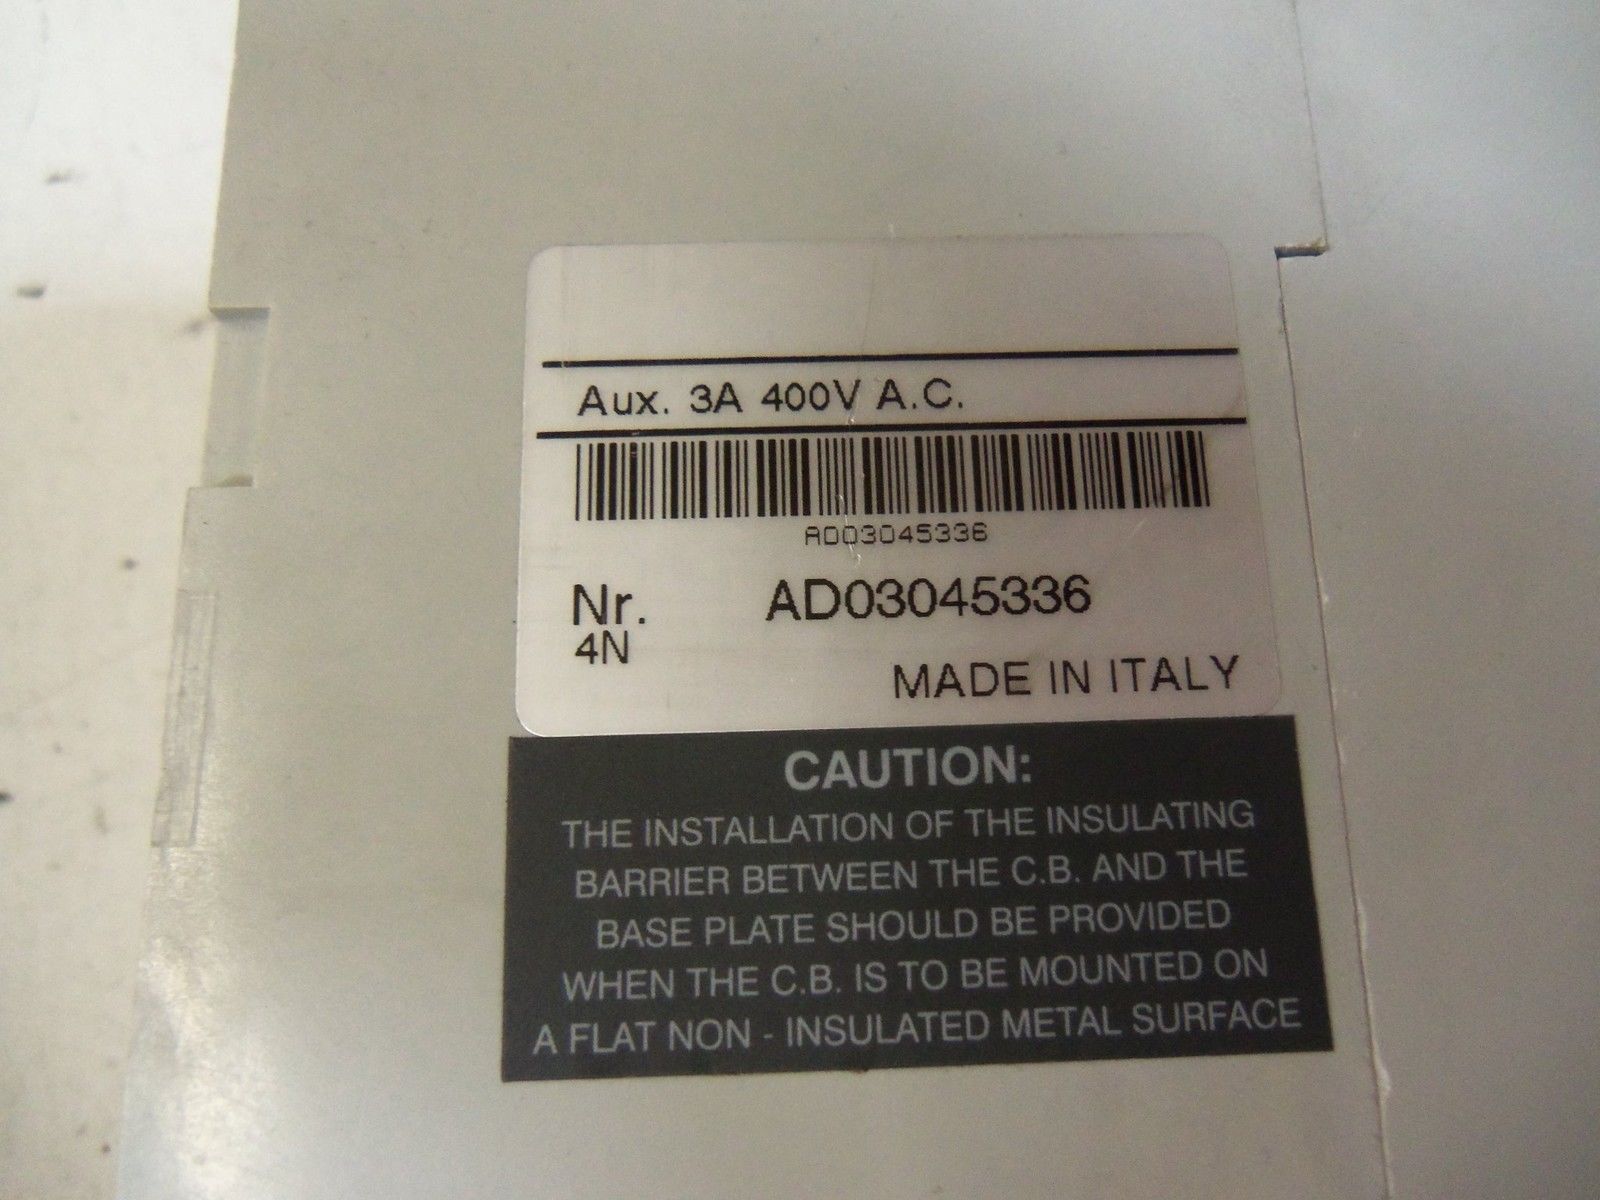 Aux. 3A 400V A.C.
AD03045336
Nr. AD03045336
4N
MADE IN ITALY
CAUTION:
THE INSTALLATION OF THE INSULATING
BARRIER BETWEEN THE C.B. AND THE
BASE PLATE SHOULD BE PROVIDED
WHEN THE C.B. IS TO BE MOUNTED ON
A FLAT NON - INSULATED METAL SURFACE